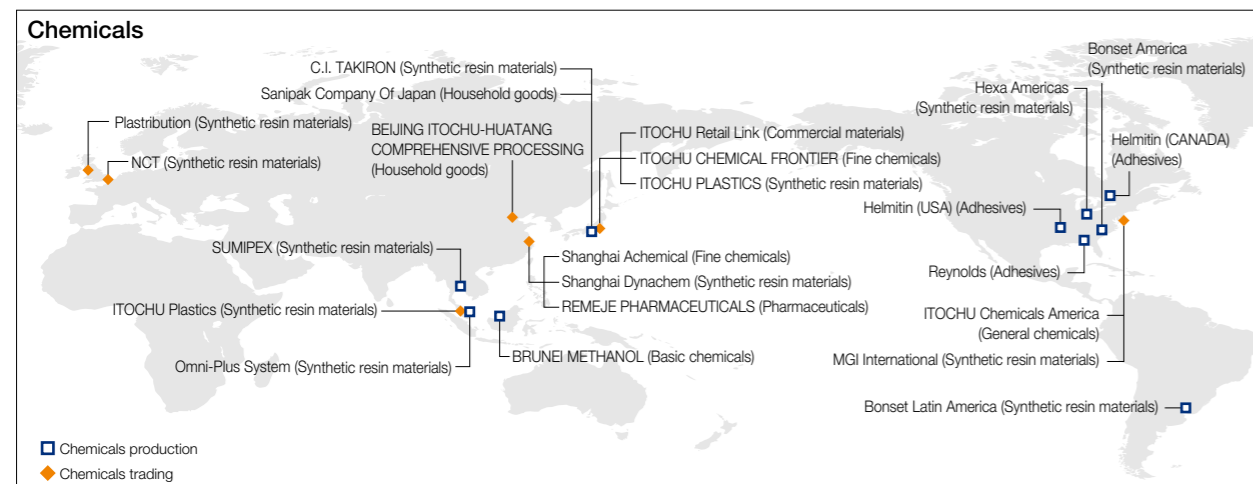 Chemicals
C.I. TAKIRON (Synthetic resin materials)
Sanipak Company Of Japan (Household goods)
Plastribution (Synthetic resin materials)
NCT (Synthetic resin materials)
BEIJING ITOCHU-HUATANG
COMPREHENSIVE PROCESSING
(Household goods)
ITOCHU Retail Link (Commercial materials)
ITOCHU CHEMICAL FRONTIER (Fine chemicals)
ITOCHU PLASTICS (Synthetic resin materials)
Bonset America
(Synthetic resin materials)
Hexa Americas
(Synthetic resin materials)
Helmitin (CANADA)
(Adhesives)
Helmitin (USA) (Adhesives)
Reynolds (Adhesives)
SUMIPEX (Synthetic resin materials)
Shanghai Achemical (Fine chemicals)
Shanghai Dynachem (Synthetic resin materials)
REMEJE PHARMACEUTICALS (Pharmaceuticals)
ITOCHU Plastics (Synthetic resin materials)
Omni-Plus System (Synthetic resin materials)
BRUNEI METHANOL (Basic chemicals)
ITOCHU Chemicals America
(General chemicals)
MGI International (Synthetic resin materials)
Bonset Latin America (Synthetic resin materials)
Chemicals production
Chemicals trading